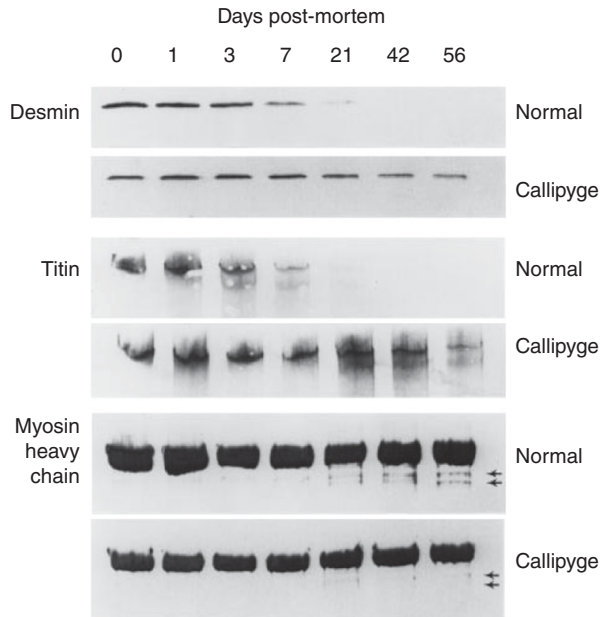 Days post-mortem
0 1 3 7 21 42 56
Desmin Normal
Callipyge
Titin Normal
Callipyge
Myosin
heavy
chain
Normal
Callipyge